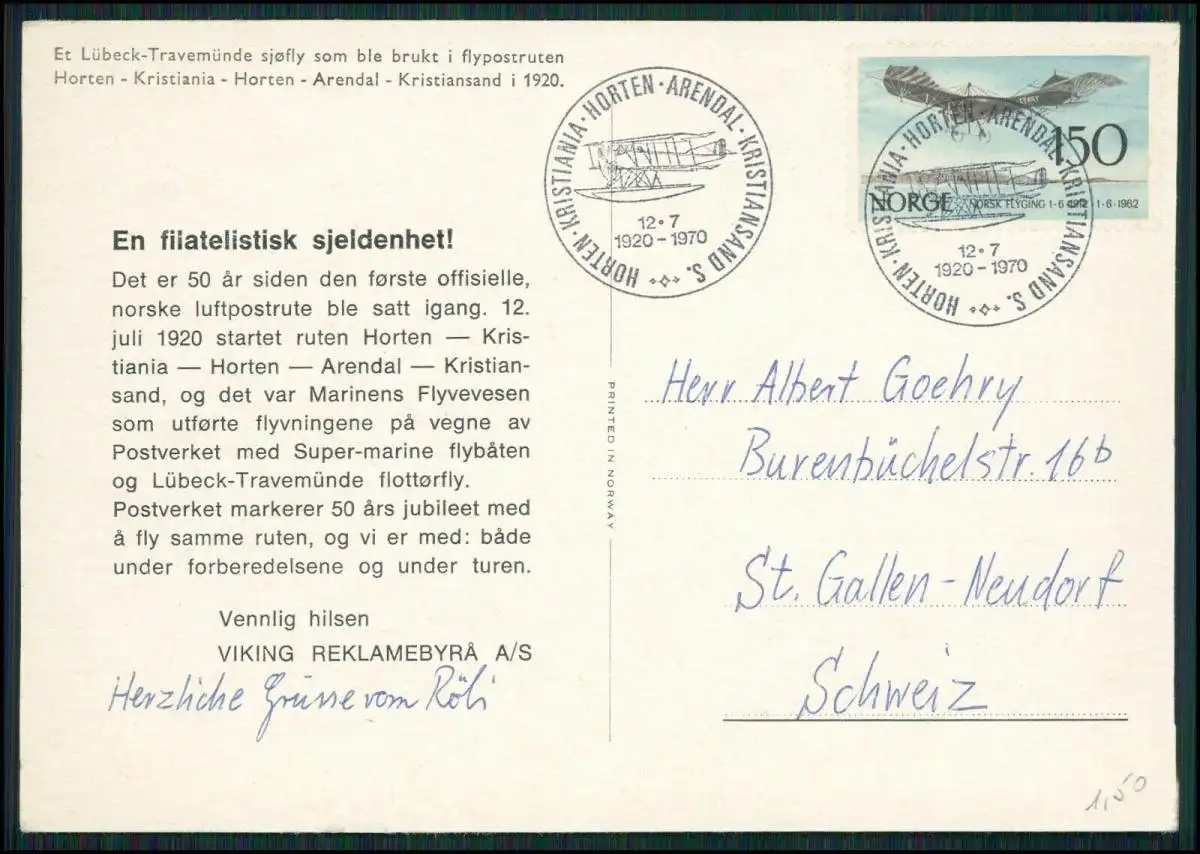 Et Lübeck-Travemünde sjøfly som ble brukt i flypostruten
Horten - Kristiania - Horten - Arendal - Kristiansand i 1920.
HORTEN · KRISTIANIA · HORTEN · ARENDAL · KRISTIANSAND S.
12·7
1920-1970
START
150
NORGE
NORSK FLYGING 1-6-1912 - 1-6-1962
HORTEN · KRISTIANIA · HORTEN · ARENDAL · KRISTIANSAND S.
12·7
1920-1970
En filatelistisk sjeldenhet!
Det er 50 år siden den første offisielle,
norske luftpostrute ble satt igang. 12.
juli 1920 startet ruten Horten — Kris-
tiania — Horten — Arendal — Kristian-
sand, og det var Marinens Flyvevesen
som utførte flyvningene på vegne av
Postverket med Super-marine flybåten
og Lübeck-Travemünde flottørfly.
Postverket markerer 50 års jubileet med
å fly samme ruten, og vi er med: både
under forberedelsene og under turen.
Vennlig hilsen
VIKING REKLAMEBYRÅ A/S
Herzliche Grüsse vom Röbi
PRINTED IN NORWAY
Herr Albert Goehry
Burenbüchelstr. 16b
St. Gallen-Neudorf
Schweiz
1,50